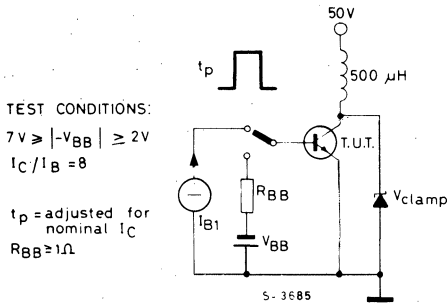 50V
500 µH
tp
T.U.T.
TEST CONDITIONS:
7V ≥ |-VBB| ≥ 2V
IC/IB = 8
tp = adjusted for
nominal IC
RBB ≥ 1Ω
IB1
RBB
VBB
Vclamp
S-3685